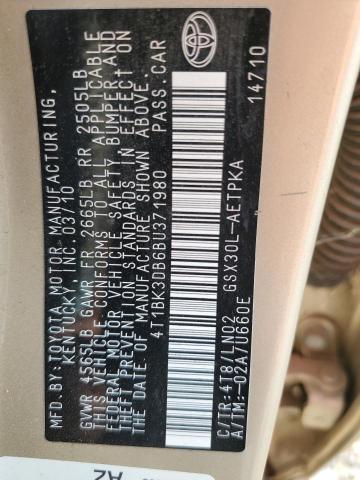 MFD.BY:TOYOTA MOTOR MANUFACTURING,
KENTUCKY, INC. 03/10
GVWR 4565LB GAWR FR 2665LB RR 2505LB
THIS VEHICLE CONFORMS TO ALL APPLICABLE
FEDERAL MOTOR VEHICLE SAFETY, BUMPER, AND
THEFT PREVENTION STANDARDS IN EFFECT ON
THE DATE OF MANUFACTURE SHOWN ABOVE.
4T1BK3DB6BU371980 PASS.CAR
C/TR:4T8/LN02 GSX30L-AETPKA
A/TM:-02A/U660E 14710
A2